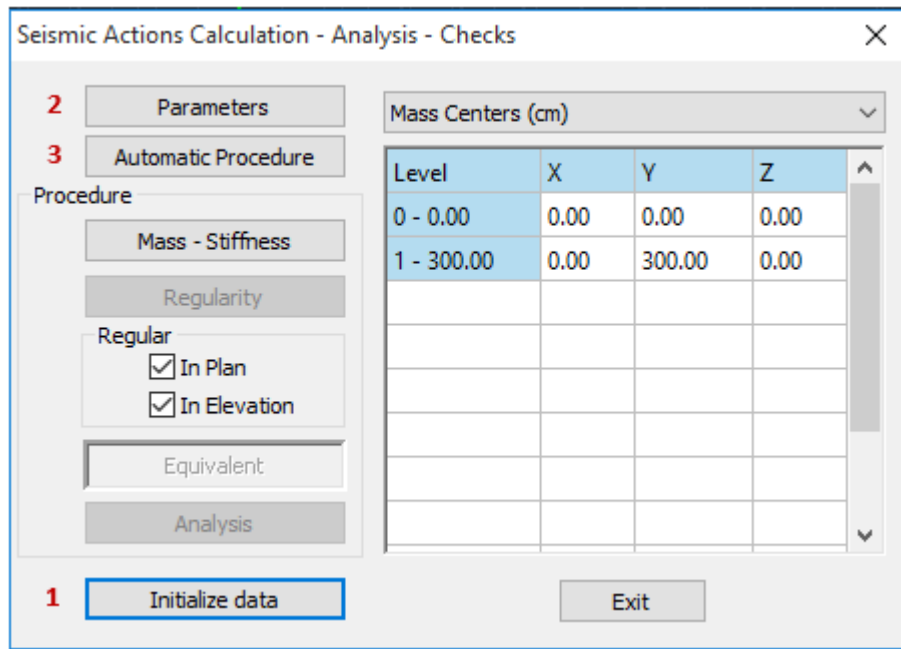 Seismic Actions Calculation - Analysis - Checks
2 Parameters
3 Automatic Procedure
Procedure
Mass - Stiffness
Regularity
Regular
In Plan
In Elevation
Equivalent
Analysis
1 Initialize data
Mass Centers (cm)
Level X Y Z
0 - 0.00 0.00 0.00 0.00
1 - 300.00 0.00 300.00 0.00
Exit